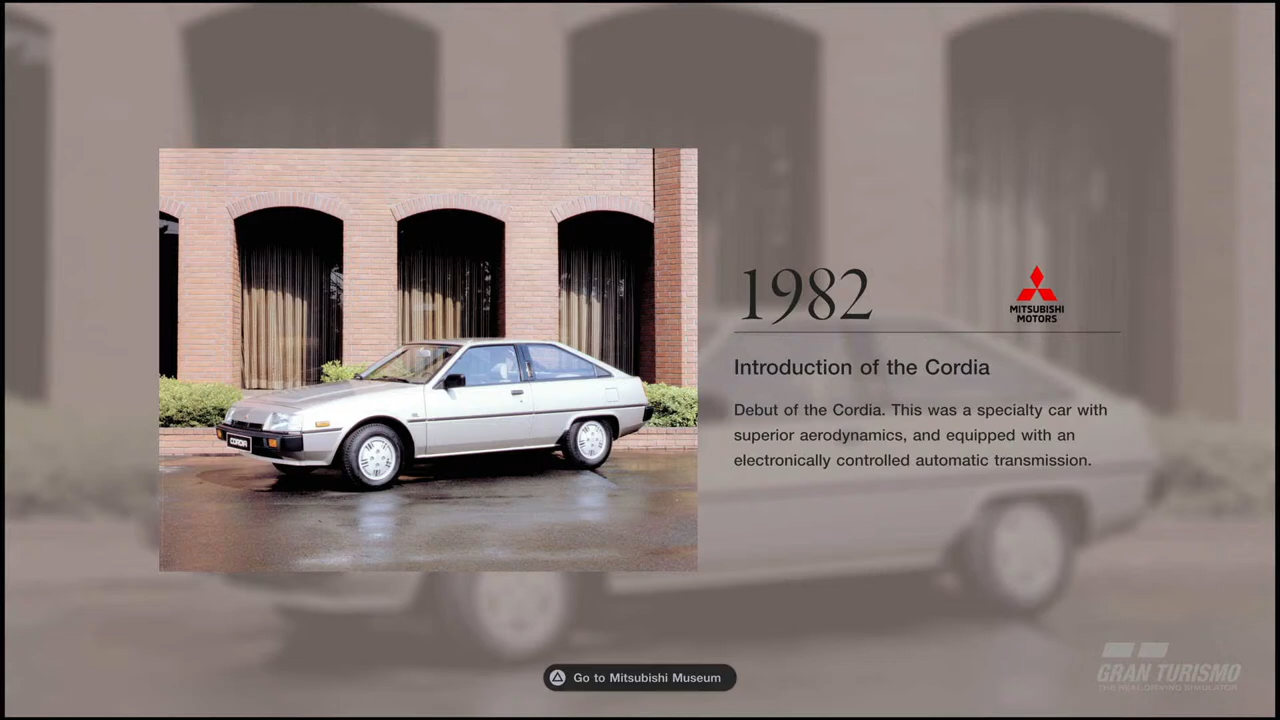 1982
MITSUBISHI
MOTORS
Introduction of the Cordia
Debut of the Cordia. This was a specialty car with
superior aerodynamics, and equipped with an
electronically controlled automatic transmission.
CORDIA
Go to Mitsubishi Museum
GRAN TURISMO
THE REAL DRIVING SIMULATOR